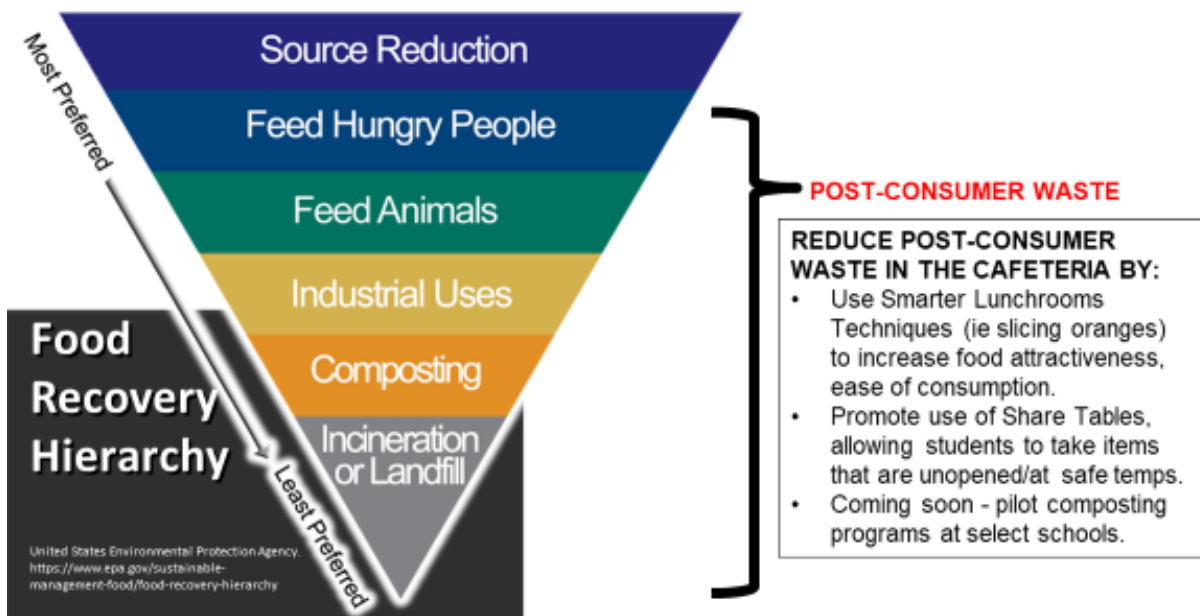 Most Preferred
Source Reduction
Feed Hungry People
Feed Animals
Industrial Uses
Composting
Incineration
or Landfill
Least Preferred
Food
Recovery
Hierarchy
United States Environmental Protection Agency.
https://www.epa.gov/sustainable-
management-food/food-recovery-hierarchy
POST-CONSUMER WASTE
REDUCE POST-CONSUMER
WASTE IN THE CAFETERIA BY:
• Use Smarter Lunchrooms
Techniques (ie slicing oranges)
to increase food attractiveness,
ease of consumption.
• Promote use of Share Tables,
allowing students to take items
that are unopened/at safe temps.
• Coming soon - pilot composting
programs at select schools.